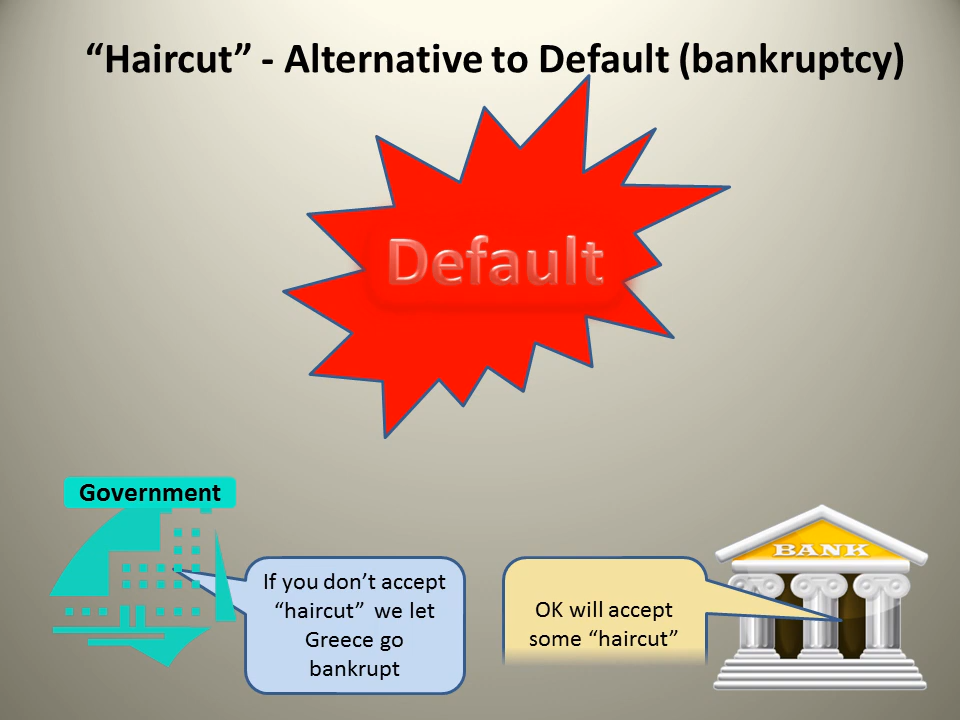 “Haircut” - Alternative to Default (bankruptcy)
Default
Government
If you don’t accept
“haircut” we let
Greece go
bankrupt
OK will accept
some “haircut”
BANK